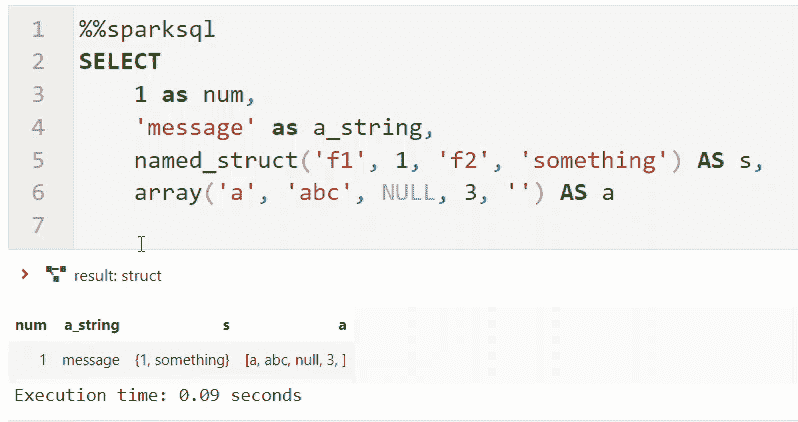 1 %%sparksql
2 SELECT
3 1 as num,
4 'message' as a_string,
5 named_struct('f1', 1, 'f2', 'something') AS s,
6 array('a', 'abc', NULL, 3, '') AS a
7
result: struct
num a_string s a
1 message {1, something} [a, abc, null, 3, ]
Execution time: 0.09 seconds